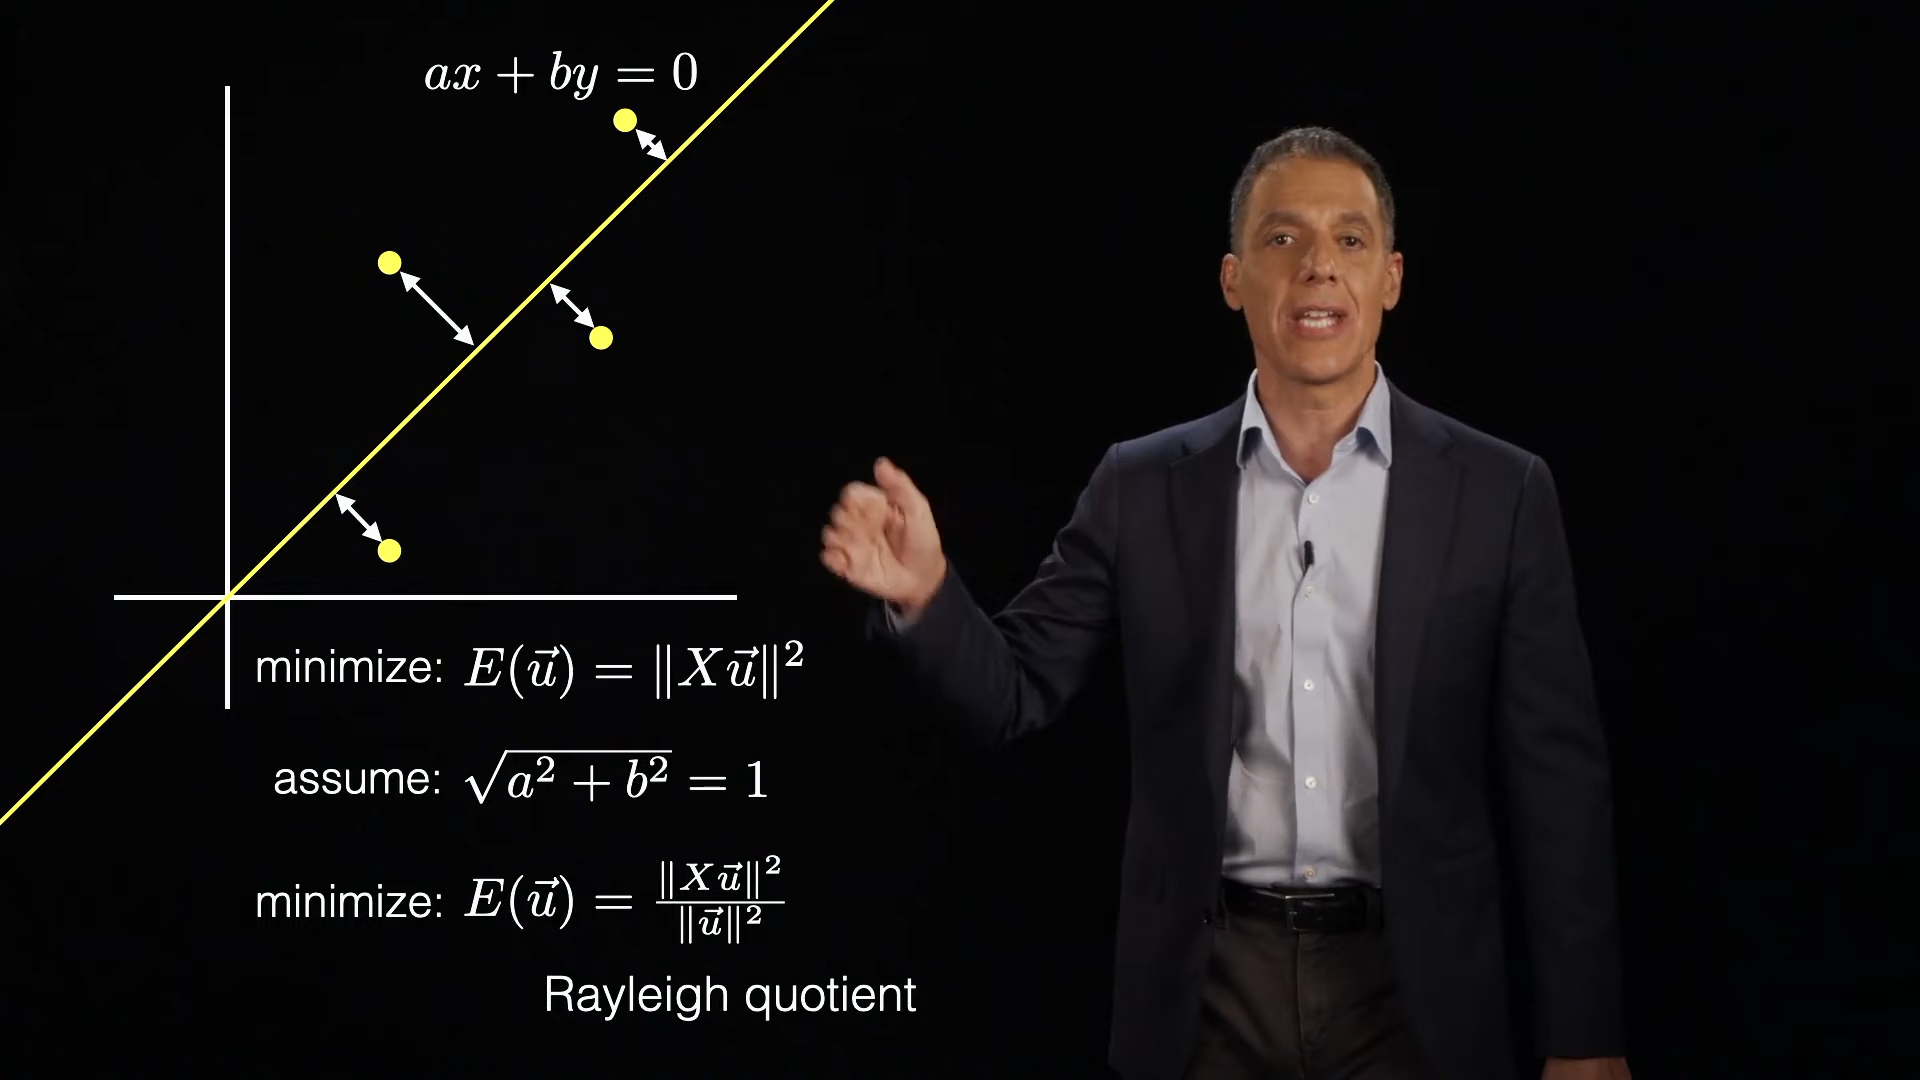 ax + by = 0
minimize: E(u⃗) = ‖Xu⃗‖²
assume: √(a² + b²) = 1
minimize: E(u⃗) = ‖Xu⃗‖² / ‖u⃗‖²
Rayleigh quotient